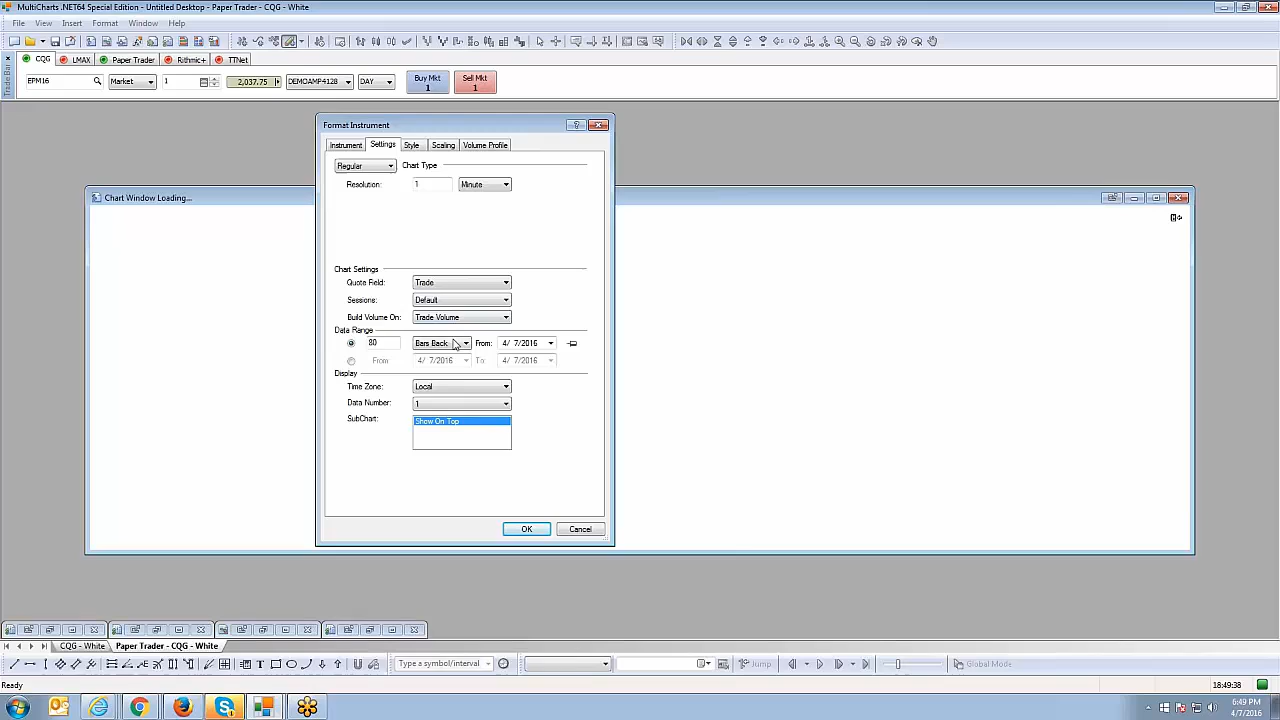 MultiCharts .NET64 Special Edition - Untitled Desktop - Paper Trader - CQG - White
File View Insert Format Window Help
CQG LMAX Paper Trader Rithmic+ TTNet
Trade Bar
EPM16 Market 1 2,037.75 DEMOAMP4128 DAY Buy Mkt 1 Sell Mkt 1
Format Instrument
Instrument Settings Style Scaling Volume Profile
Regular Chart Type
Resolution: 1 Minute
Chart Window Loading...
Chart Settings
Quote Field: Trade
Sessions: Default
Build Volume On: Trade Volume
Data Range
80 Bars Back From: 4/ 7/2016
From 4/ 7/2016 To 4/ 7/2016
Display
Time Zone: Local
Data Number: 1
SubChart: Show On Top
OK Cancel
CQG - White Paper Trader - CQG - White
Type a symbol/interval Jump Global Mode
Ready 18:49:38
6:49 PM
4/7/2016